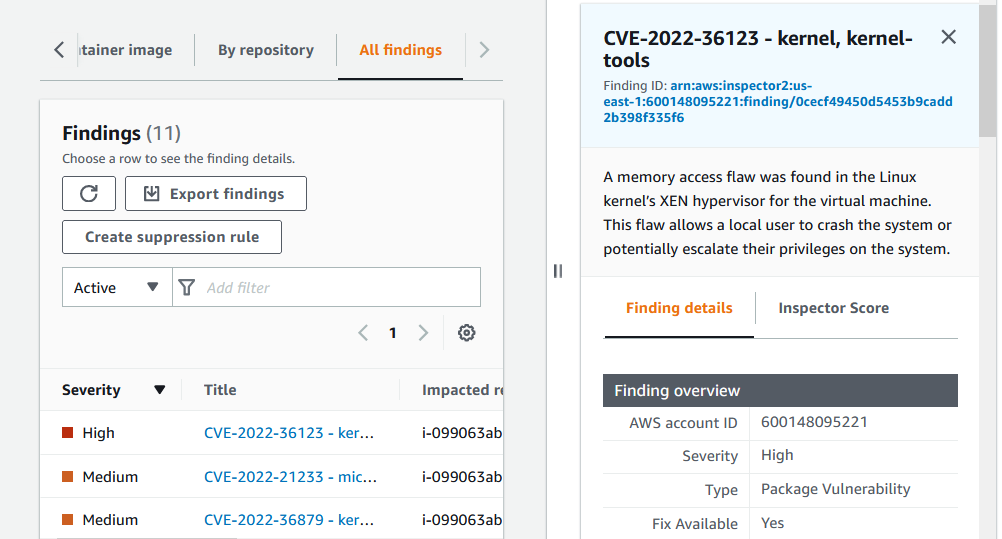 tainer image By repository All findings
Findings (11)
Choose a row to see the finding details.
Export findings
Create suppression rule
Active Add filter
1
Severity Title Impacted re
High CVE-2022-36123 - ker... i-099063ab
Medium CVE-2022-21233 - mic... i-099063ab
Medium CVE-2022-36879 - ker... i-099063ab
CVE-2022-36123 - kernel, kernel-
tools
Finding ID: arn:aws:inspector2:us-
east-1:600148095221:finding/0cecf49450d5453b9cadd
2b398f335f6
A memory access flaw was found in the Linux
kernel's XEN hypervisor for the virtual machine.
This flaw allows a local user to crash the system or
potentially escalate their privileges on the system.
Finding details Inspector Score
Finding overview
AWS account ID 600148095221
Severity High
Type Package Vulnerability
Fix Available Yes